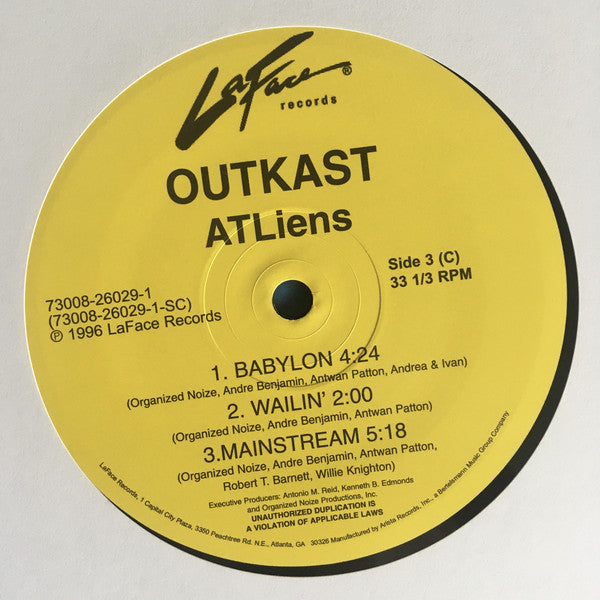 LaFace®
records
OUTKAST
ATLiens
Side 3 (C)
33 1/3 RPM
73008-26029-1
(73008-26029-1-SC)
℗ 1996 LaFace Records
1. BABYLON 4:24
(Organized Noize, Andre Benjamin, Antwan Patton, Andrea & Ivan)
2. WAILIN' 2:00
(Organized Noize, Andre Benjamin, Antwan Patton)
3.MAINSTREAM 5:18
(Organized Noize, Andre Benjamin, Antwan Patton,
Robert T. Barnett, Willie Knighton)
Executive Producers: Antonio M. Reid, Kenneth B. Edmonds
and Organized Noize Productions, Inc.
UNAUTHORIZED DUPLICATION IS
A VIOLATION OF APPLICABLE LAWS
LaFace Records, 1 Capital City Plaza, 3350 Peachtree Rd. N.E., Atlanta, GA 30326 Manufactured by Arista Records, Inc., a Bertelsmann Music Group Company